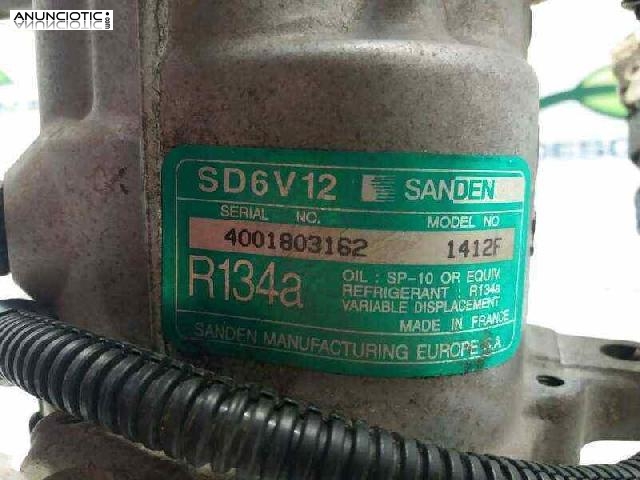 ANUNCIOTIC
.COM
SD6V12 SANDEN
SERIAL NO. MODEL NO
4001803162 1412F
R134a
OIL : SP-10 OR EQUIV.
REFRIGERANT : R134a
VARIABLE DISPLACEMENT
MADE IN FRANCE
SANDEN MANUFACTURING EUROPE S.A